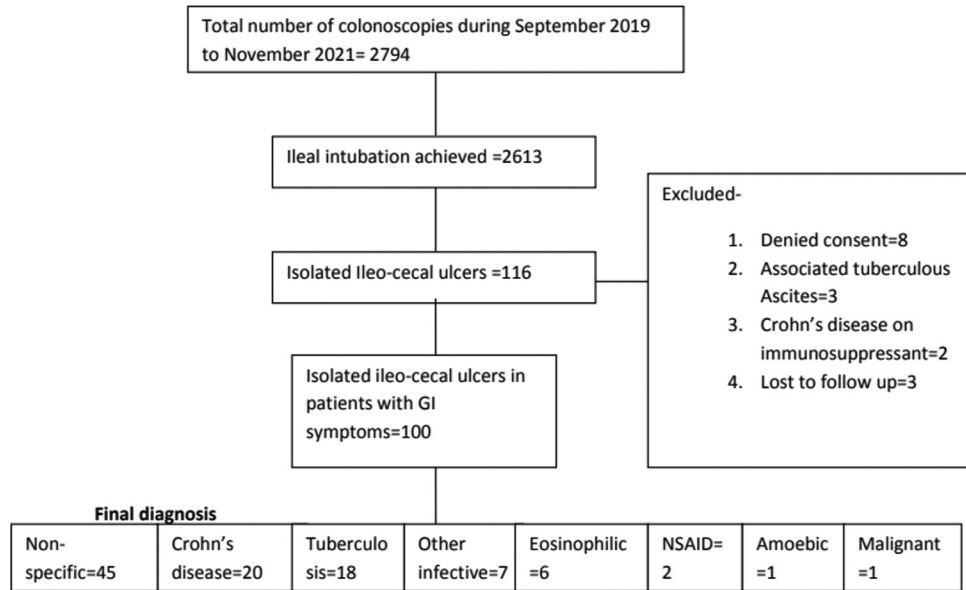 Total number of colonoscopies during September 2019
to November 2021= 2794
Ileal intubation achieved =2613
Excluded-
1. Denied consent=8
2. Associated tuberculous
Ascites=3
3. Crohn’s disease on
immunosuppressant=2
4. Lost to follow up=3
Isolated Ileo-cecal ulcers =116
Isolated ileo-cecal ulcers in
patients with GI
symptoms=100
Final diagnosis
Non-
specific=45
Crohn’s
disease=20
Tuberculo
sis=18
Other
infective=7
Eosinophilic
=6
NSAID=
2
Amoebic
=1
Malignant
=1